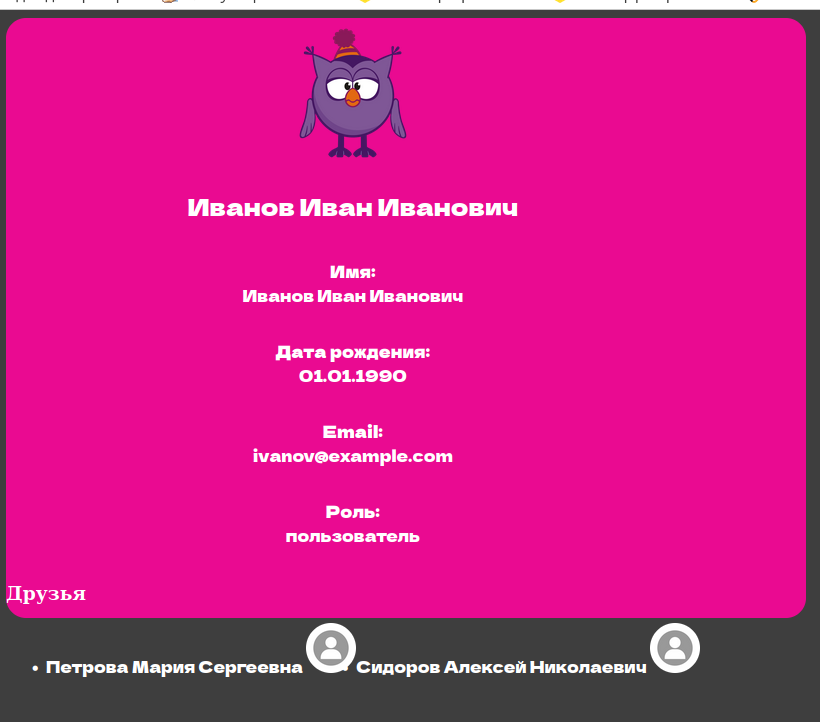 Иванов Иван Иванович
Имя:
Иванов Иван Иванович
Дата рождения:
01.01.1990
Email:
ivanov@example.com
Роль:
пользователь
Друзья
• Петрова Мария Сергеевна • Сидоров Алексей Николаевич